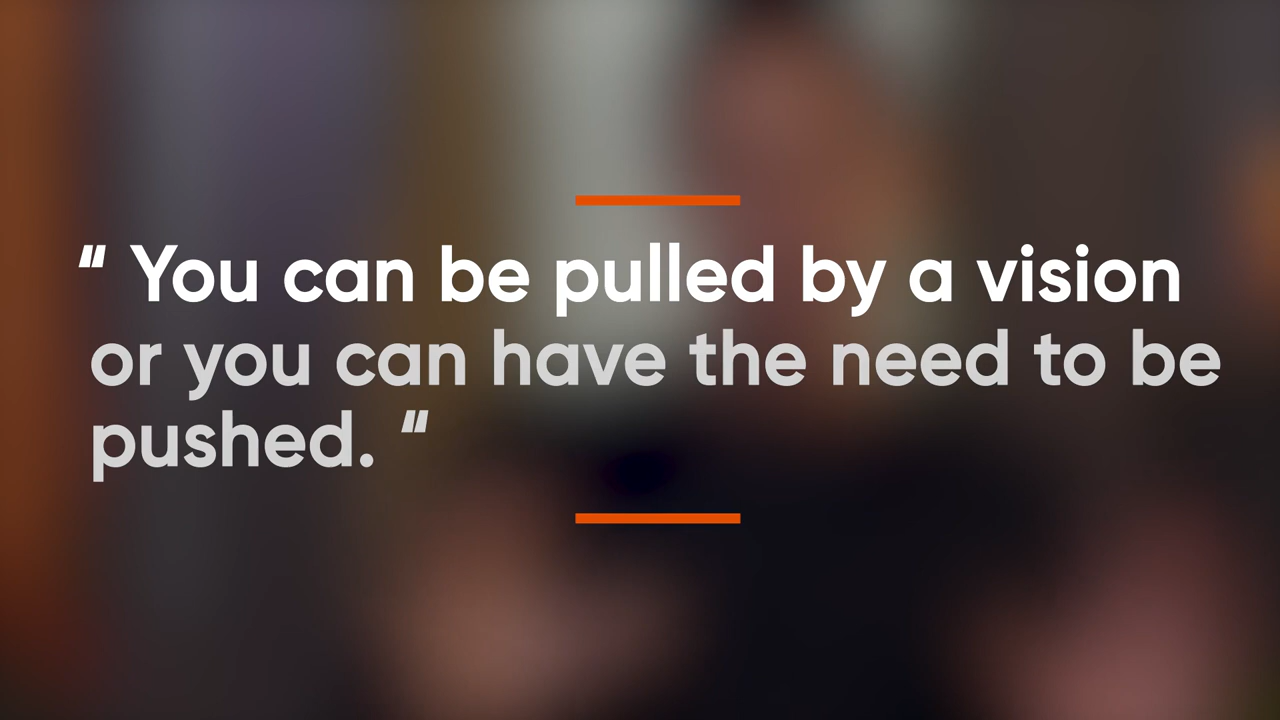 “ You can be pulled by a vision
or you can have the need to be
pushed. “